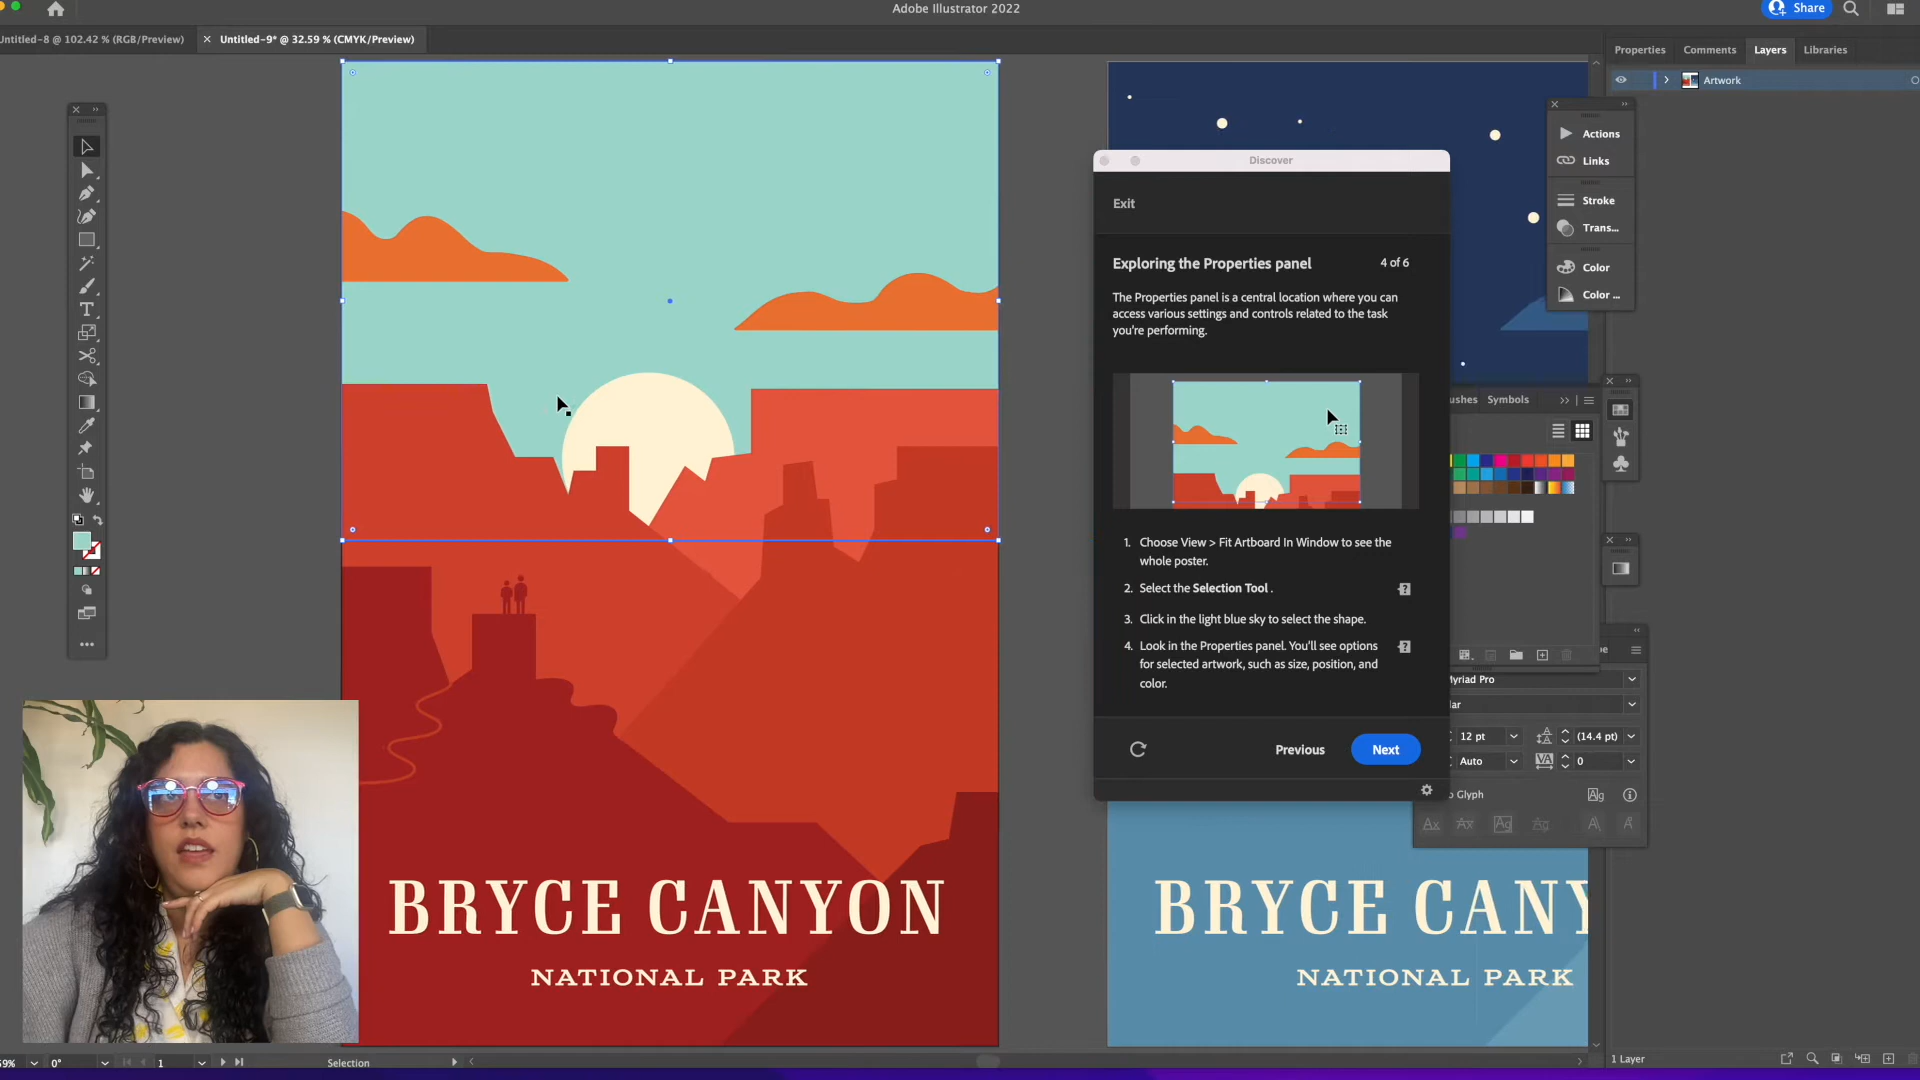 Adobe Illustrator 2022
Share
Untitled-8 @ 102.42 % (RGB/Preview)
Untitled-9* @ 32.59 % (CMYK/Preview)
Properties
Comments
Layers
Libraries
Artwork
Actions
Links
Stroke
Trans...
Color
Color ...
Discover
Exit
Exploring the Properties panel
4 of 6
The Properties panel is a central location where you can
access various settings and controls related to the task
you're performing.
1. Choose View > Fit Artboard In Window to see the
whole poster.
2. Select the Selection Tool .
3. Click in the light blue sky to select the shape.
4. Look in the Properties panel. You'll see options
for selected artwork, such as size, position, and
color.
Previous
Next
Symbols
Myriad Pro
12 pt
(14.4 pt)
Auto
0
Glyph
BRYCE CANYON
NATIONAL PARK
BRYCE CANY
NATIONAL PARK
0°
1
Selection
1 Layer